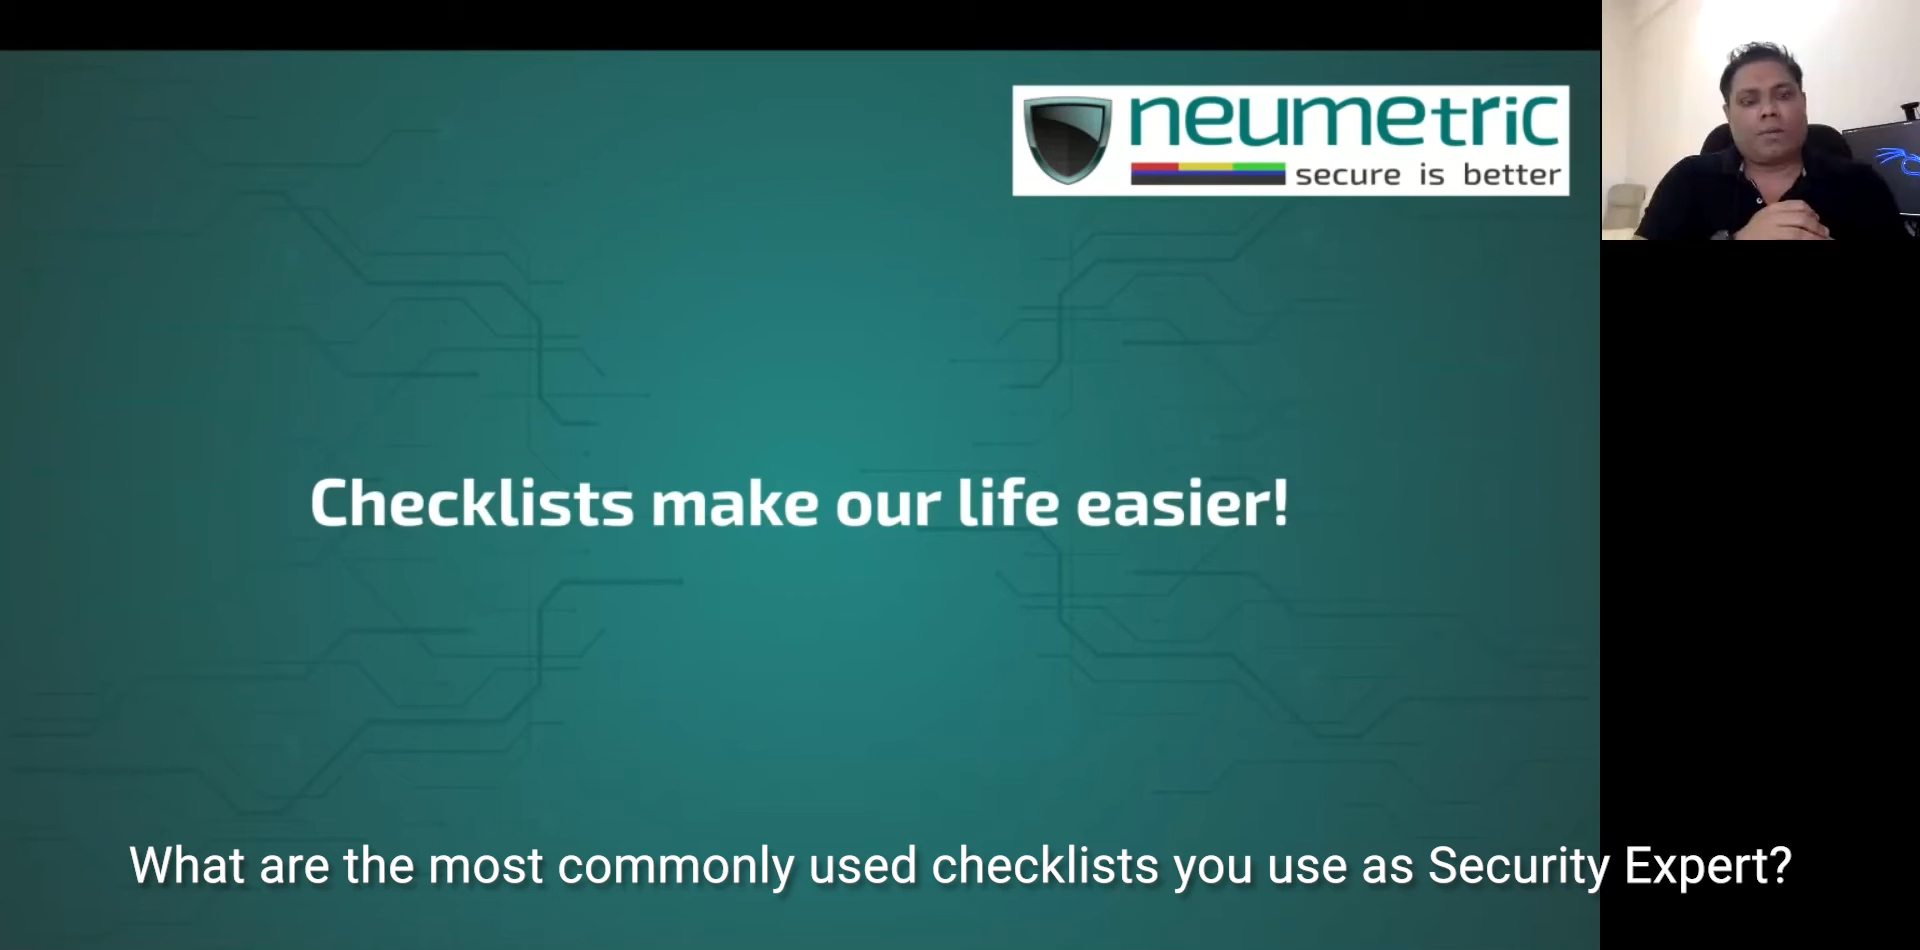 neumetric
secure is better
Checklists make our life easier!
What are the most commonly used checklists you use as Security Expert?